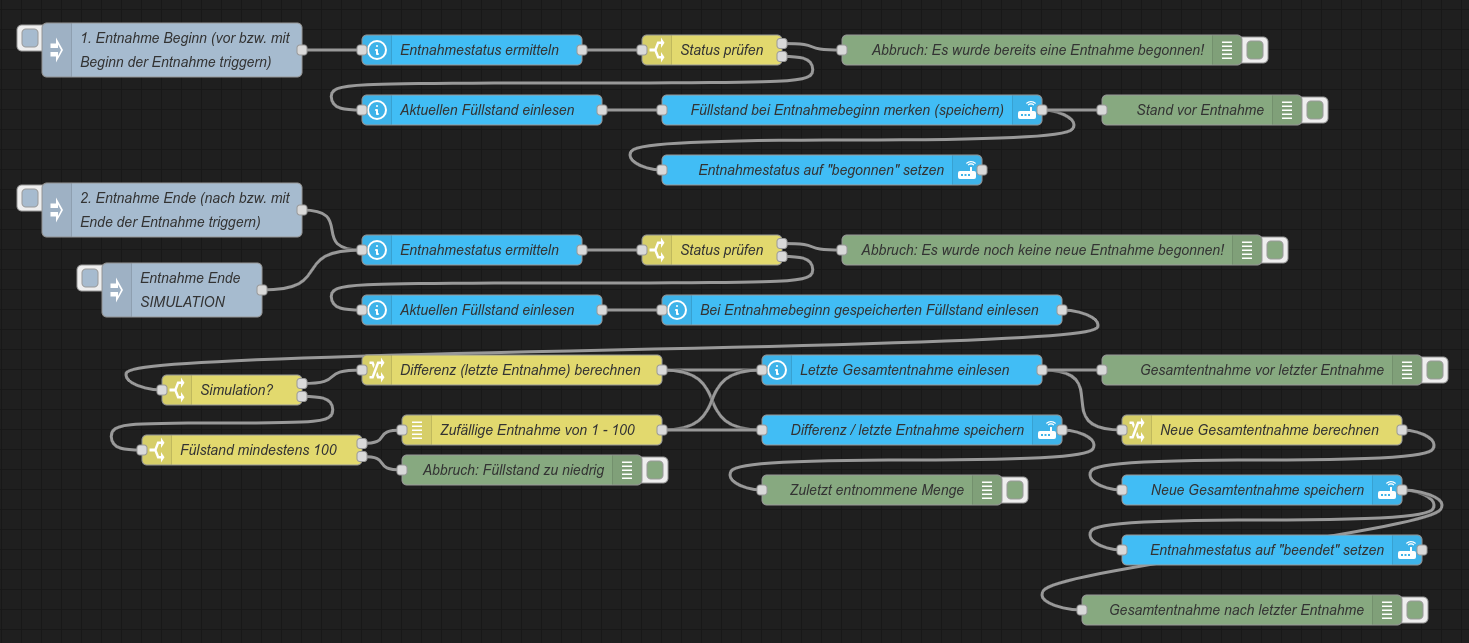 1. Entnahme Beginn (vor bzw. mit
Beginn der Entnahme triggern)
Entnahmestatus ermitteln
Status prüfen
Abbruch: Es wurde bereits eine Entnahme begonnen!
Aktuellen Füllstand einlesen
Füllstand bei Entnahmebeginn merken (speichern)
Stand vor Entnahme
Entnahmestatus auf "begonnen" setzen
2. Entnahme Ende (nach bzw. mit
Ende der Entnahme triggern)
Entnahmestatus ermitteln
Status prüfen
Abbruch: Es wurde noch keine neue Entnahme begonnen!
Entnahme Ende
SIMULATION
Aktuellen Füllstand einlesen
Bei Entnahmebeginn gespeicherten Füllstand einlesen
Differenz (letzte Entnahme) berechnen
Letzte Gesamtentnahme einlesen
Gesamtentnahme vor letzter Entnahme
Simulation?
Zufällige Entnahme von 1 - 100
Differenz / letzte Entnahme speichern
Neue Gesamtentnahme berechnen
Fülstand mindestens 100
Abbruch: Füllstand zu niedrig
Zuletzt entnommene Menge
Neue Gesamtentnahme speichern
Entnahmestatus auf "beendet" setzen
Gesamtentnahme nach letzter Entnahme